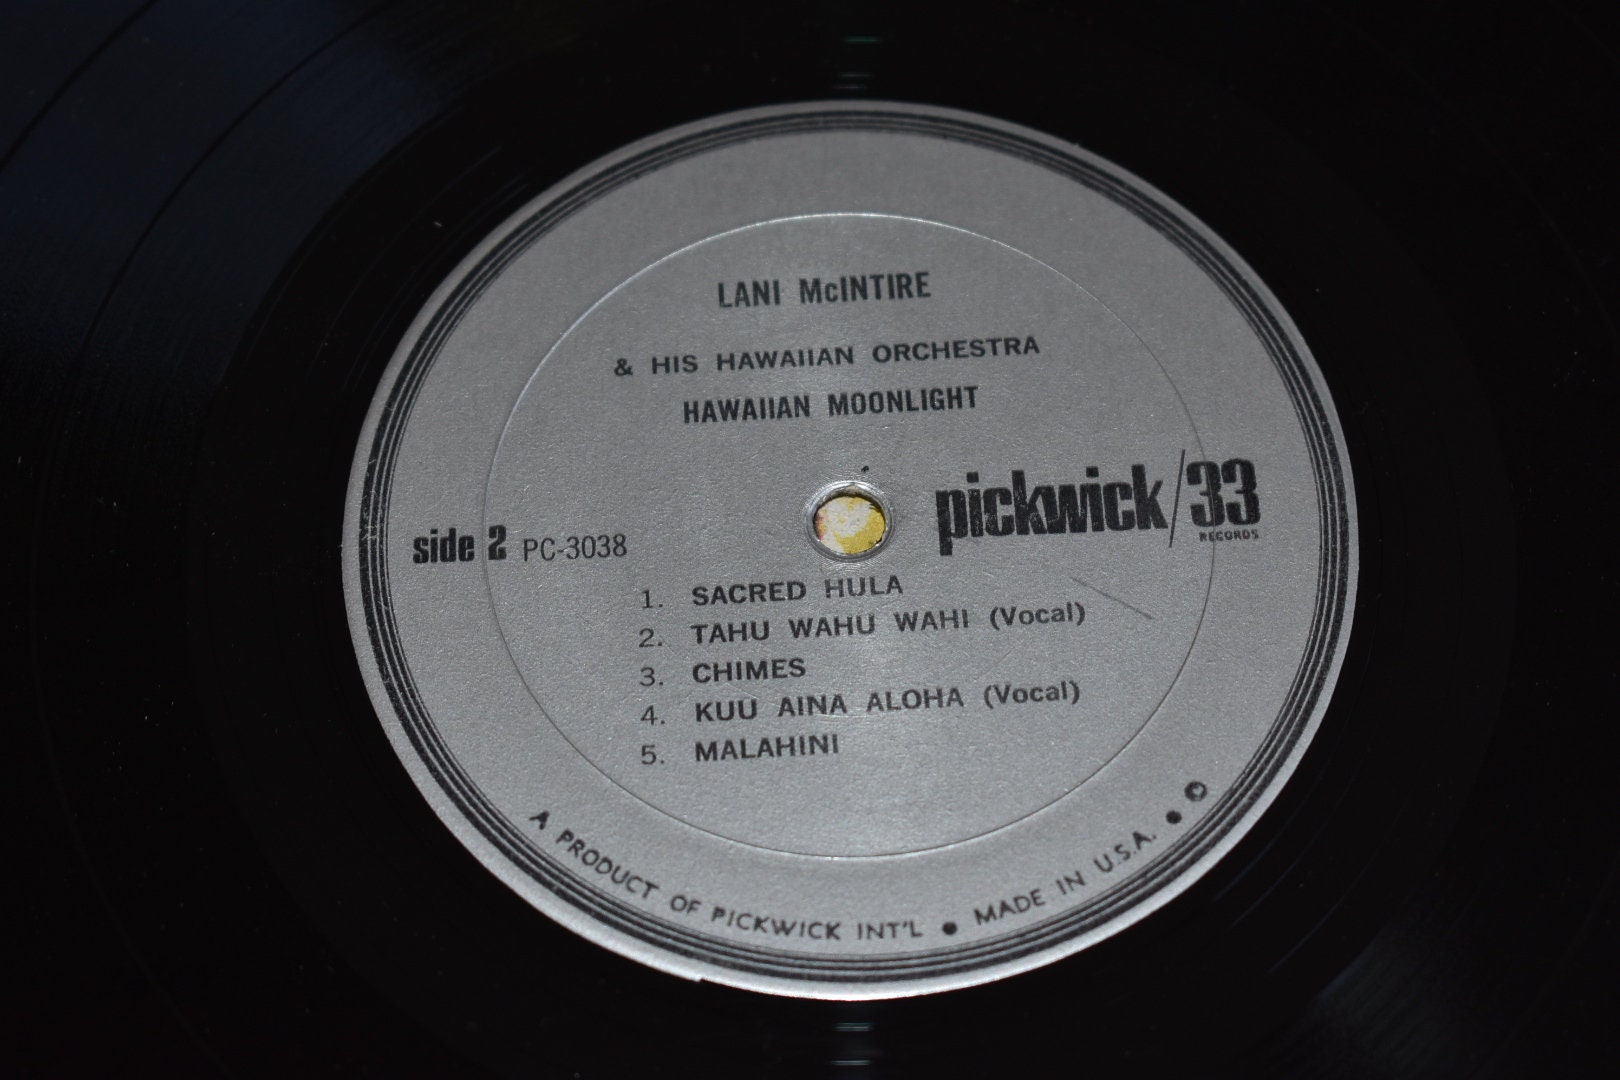 LANI McINTIRE
& HIS HAWAIIAN ORCHESTRA
HAWAIIAN MOONLIGHT
pickwick/33
RECORDS
side 2 PC-3038
1. SACRED HULA
2. TAHU WAHU WAHI (Vocal)
3. CHIMES
4. KUU AINA ALOHA (Vocal)
5. MALAHINI
A PRODUCT OF PICKWICK INT'L • MADE IN U.S.A. • ©